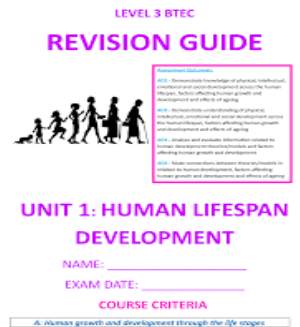 LEVEL 3 BTEC
REVISION GUIDE
Assessment Outcomes:
AO1 - Demonstrate knowledge of physical, intellectual,
emotional and social development across the human
lifespan, factors affecting human growth and
development and effects of ageing
AO2 - Demonstrate understanding of physical,
intellectual, emotional and social development across
the human lifespan, factors affecting human growth
and development and effects of ageing
AO3 - Analyse and evaluate information related to
human development theories/models and factors
affecting human growth and development
AO4 - Make connections between theories/models in
relation to human development, factors affecting
human growth and development and effects of ageing
UNIT 1: HUMAN LIFESPAN
DEVELOPMENT
NAME: ____________________
EXAM DATE: _______________
COURSE CRITERIA
A: Human growth and development through the life stages